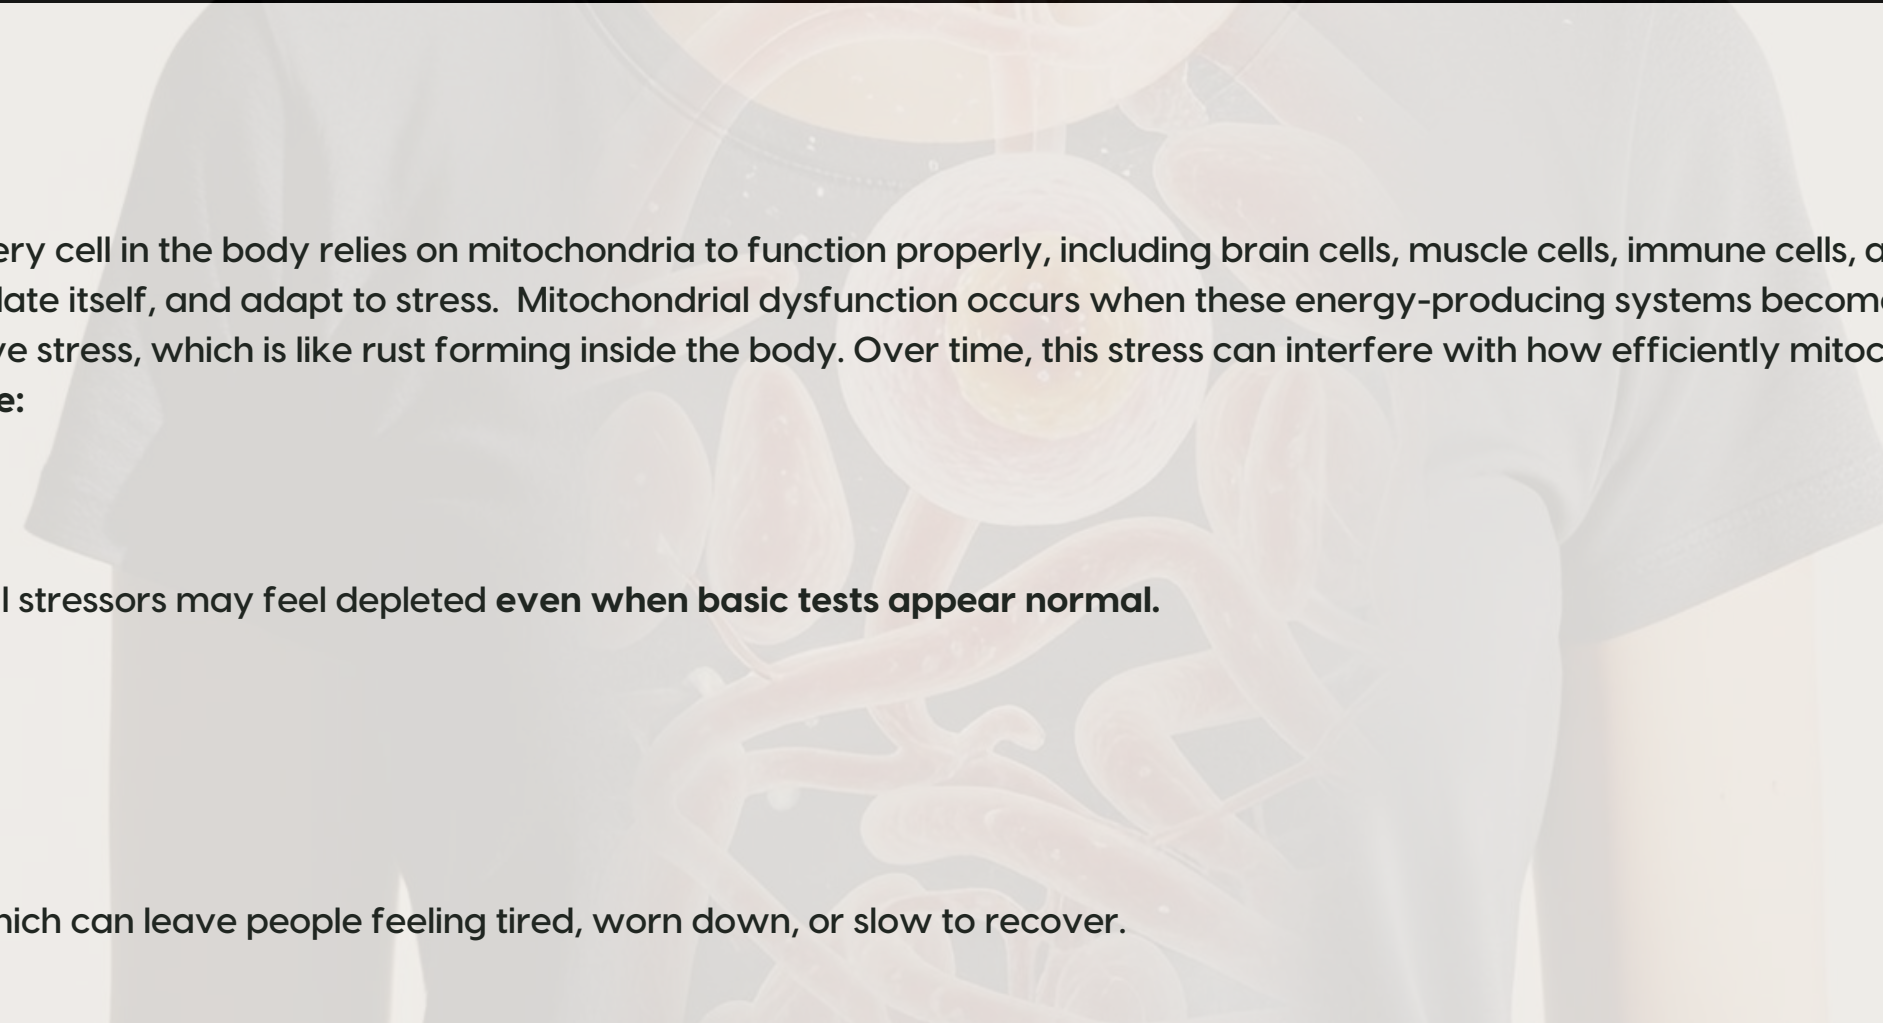 ery cell in the body relies on mitochondria to function properly, including brain cells, muscle cells, immune cells, a
late itself, and adapt to stress.  Mitochondrial dysfunction occurs when these energy-producing systems become
ve stress, which is like rust forming inside the body. Over time, this stress can interfere with how efficiently mitoc
e:
l stressors may feel depleted even when basic tests appear normal.
hich can leave people feeling tired, worn down, or slow to recover.